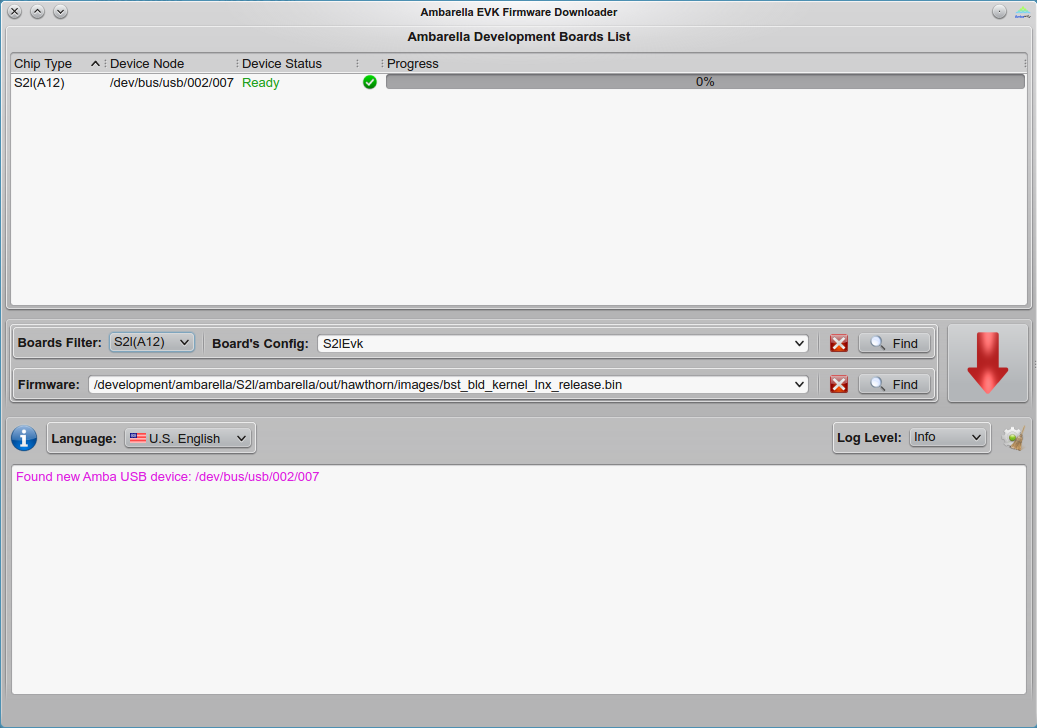 Ambarella EVK Firmware Downloader
Ambarella Development Boards List
Chip Type Device Node Device Status Progress
S2l(A12) /dev/bus/usb/002/007 Ready 0%
Boards Filter: S2l(A12) Board's Config: S2lEvk Find
Firmware: /development/ambarella/S2l/ambarella/out/hawthorn/images/bst_bld_kernel_lnx_release.bin Find
Language: U.S. English Log Level: Info
Found new Amba USB device: /dev/bus/usb/002/007